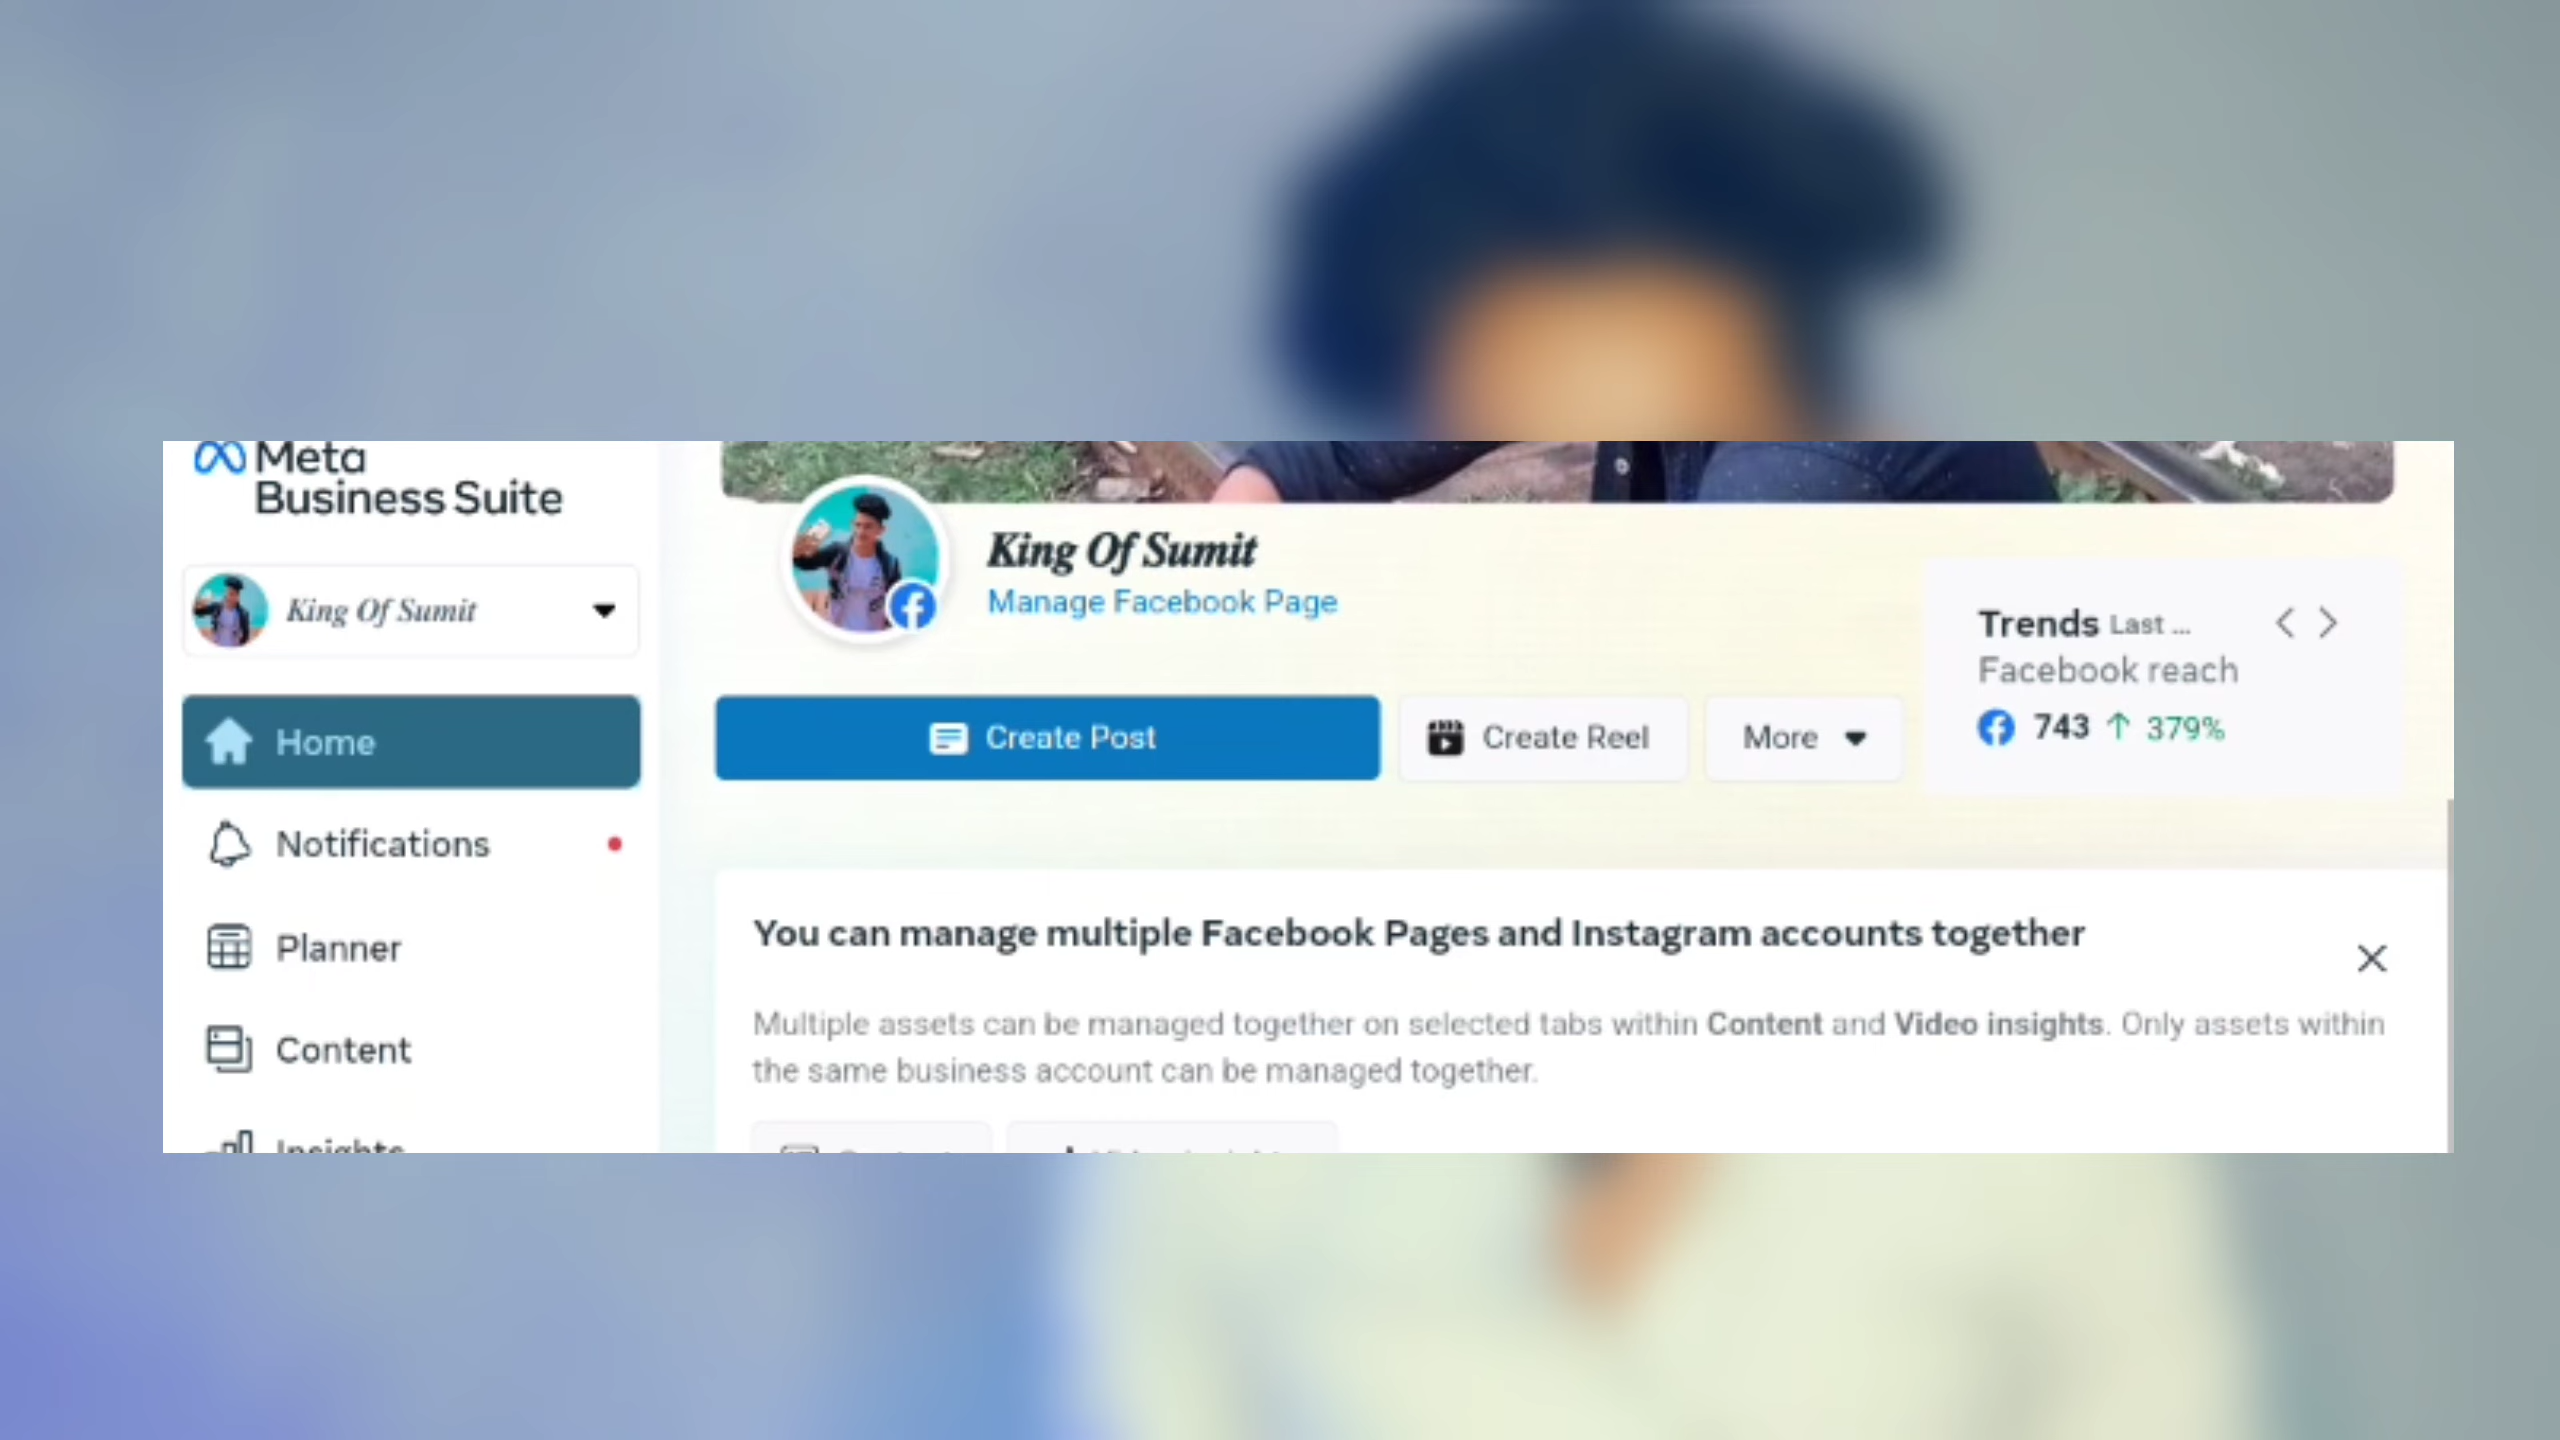 Meta
Business Suite
King Of Sumit
Home
Notifications
Planner
Content
Insights
King Of Sumit
Manage Facebook Page
Create Post
Create Reel
More
Trends Last ...
Facebook reach
743 ↑ 379%
You can manage multiple Facebook Pages and Instagram accounts together
Multiple assets can be managed together on selected tabs within Content and Video insights. Only assets within
the same business account can be managed together.